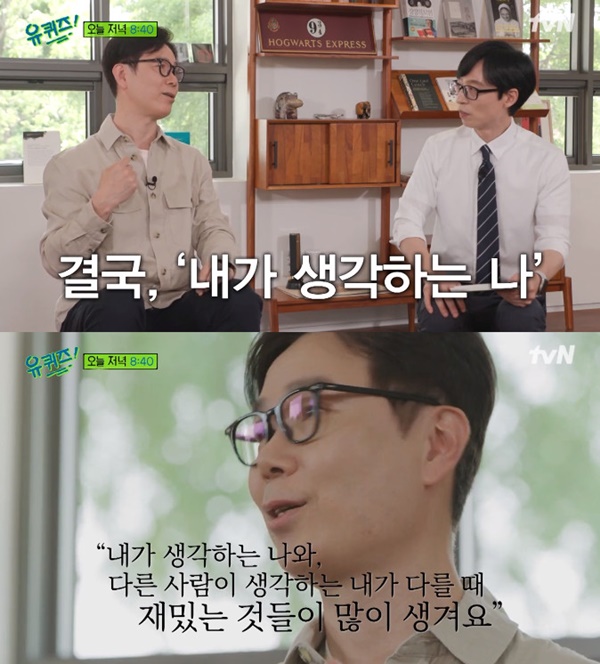 유퀴즈!
오늘 저녁 8:40
9¾
HOGWARTS EXPRESS
tvN
결국, ‘내가 생각하는 나’
유퀴즈!
오늘 저녁 8:40
tvN
“내가 생각하는 나와,
다른 사람이 생각하는 내가 다를 때
재밌는 것들이 많이 생겨요”